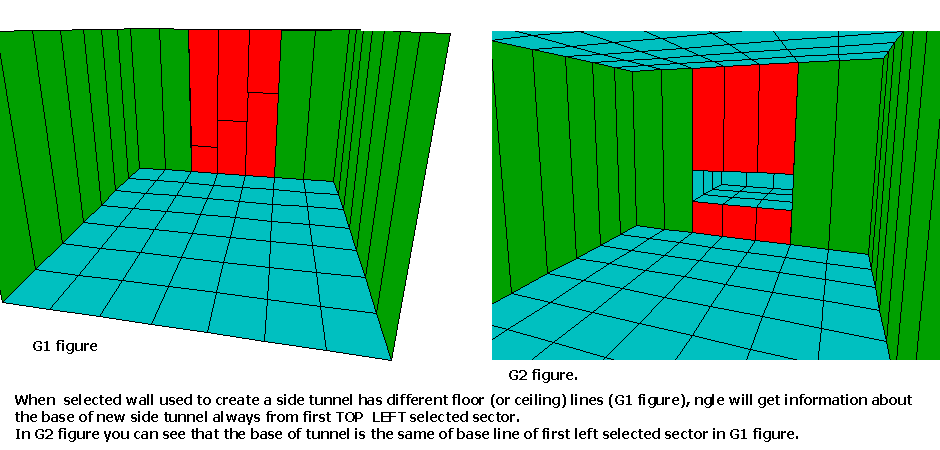 G1 figure
G2 figure.
When selected wall used to create a side tunnel has different floor (or ceiling) lines (G1 figure), ngle will get information about
the base of new side tunnel always from first TOP LEFT selected sector.
In G2 figure you can see that the base of tunnel is the same of base line of first left selected sector in G1 figure.